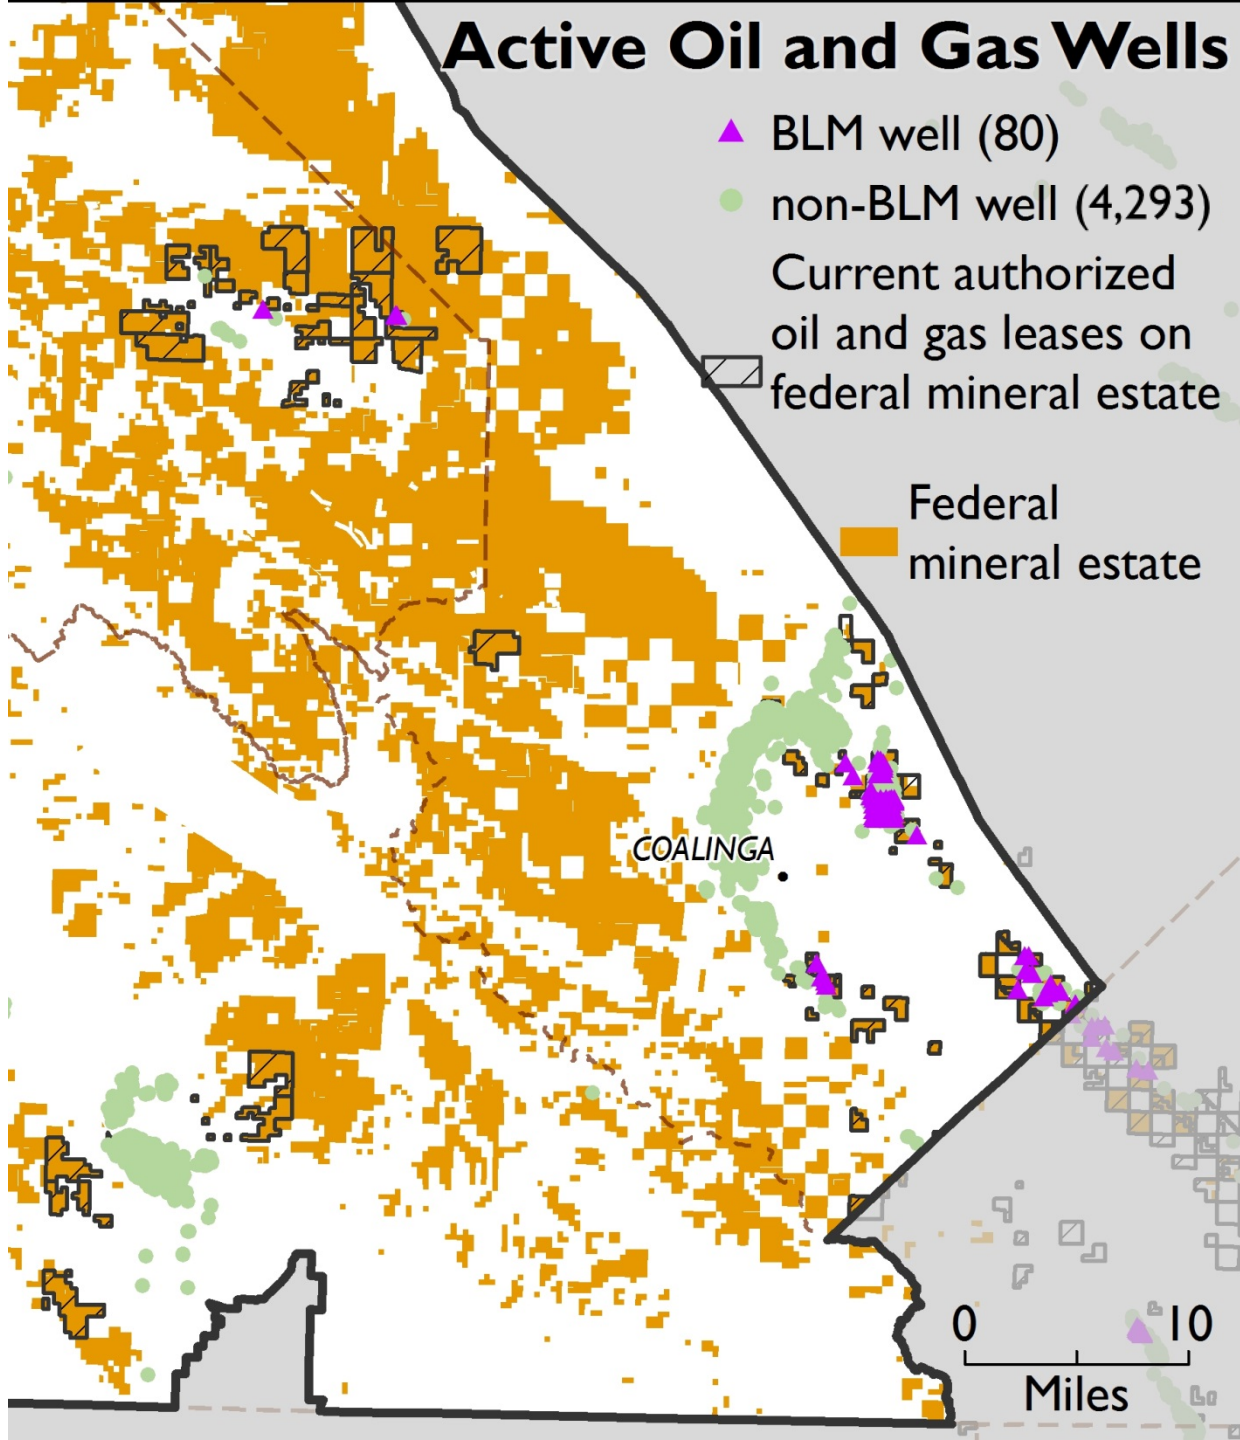 Active Oil and Gas Wells
BLM well (80)
non-BLM well (4,293)
Current authorized
oil and gas leases on
federal mineral estate
Federal
mineral estate
COALINGA
0 10
Miles